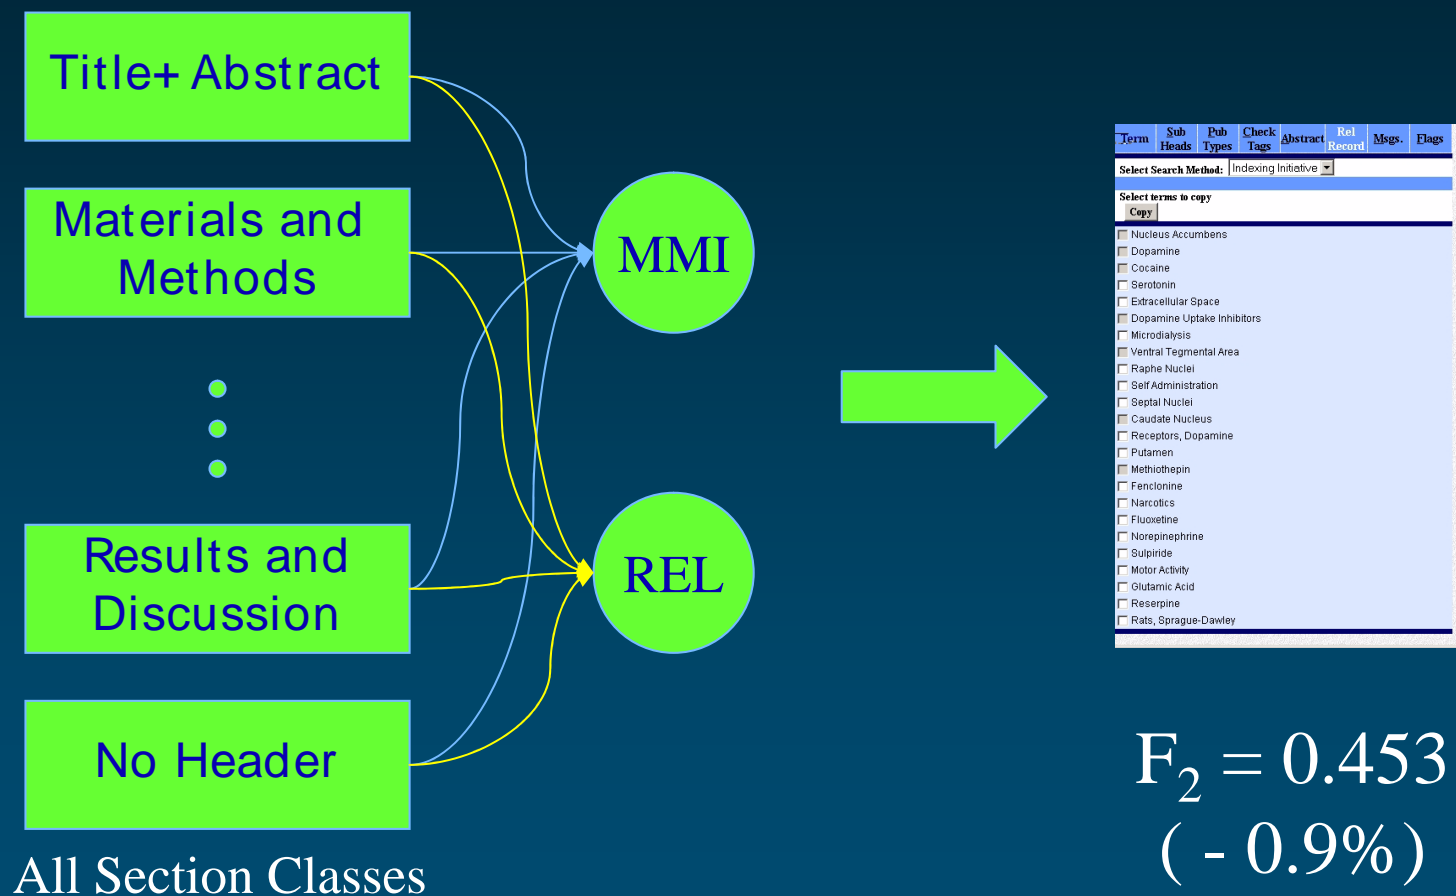 Title+ Abstract
Materials and
Methods
Results and
Discussion
No Header
All Section Classes
MMI
REL
Term Sub Heads Pub Types Check Tags Abstract Rel Record Msgs. Flags
Select Search Method: Indexing Initiative
Select terms to copy
Copy
Nucleus Accumbens
Dopamine
Cocaine
Serotonin
Extracellular Space
Dopamine Uptake Inhibitors
Microdialysis
Ventral Tegmental Area
Raphe Nuclei
Self Administration
Septal Nuclei
Caudate Nucleus
Receptors, Dopamine
Putamen
Methiothepin
Fenclonine
Narcotics
Fluoxetine
Norepinephrine
Sulpiride
Motor Activity
Glutamic Acid
Reserpine
Rats, Sprague-Dawley
F2 = 0.453
( - 0.9%)